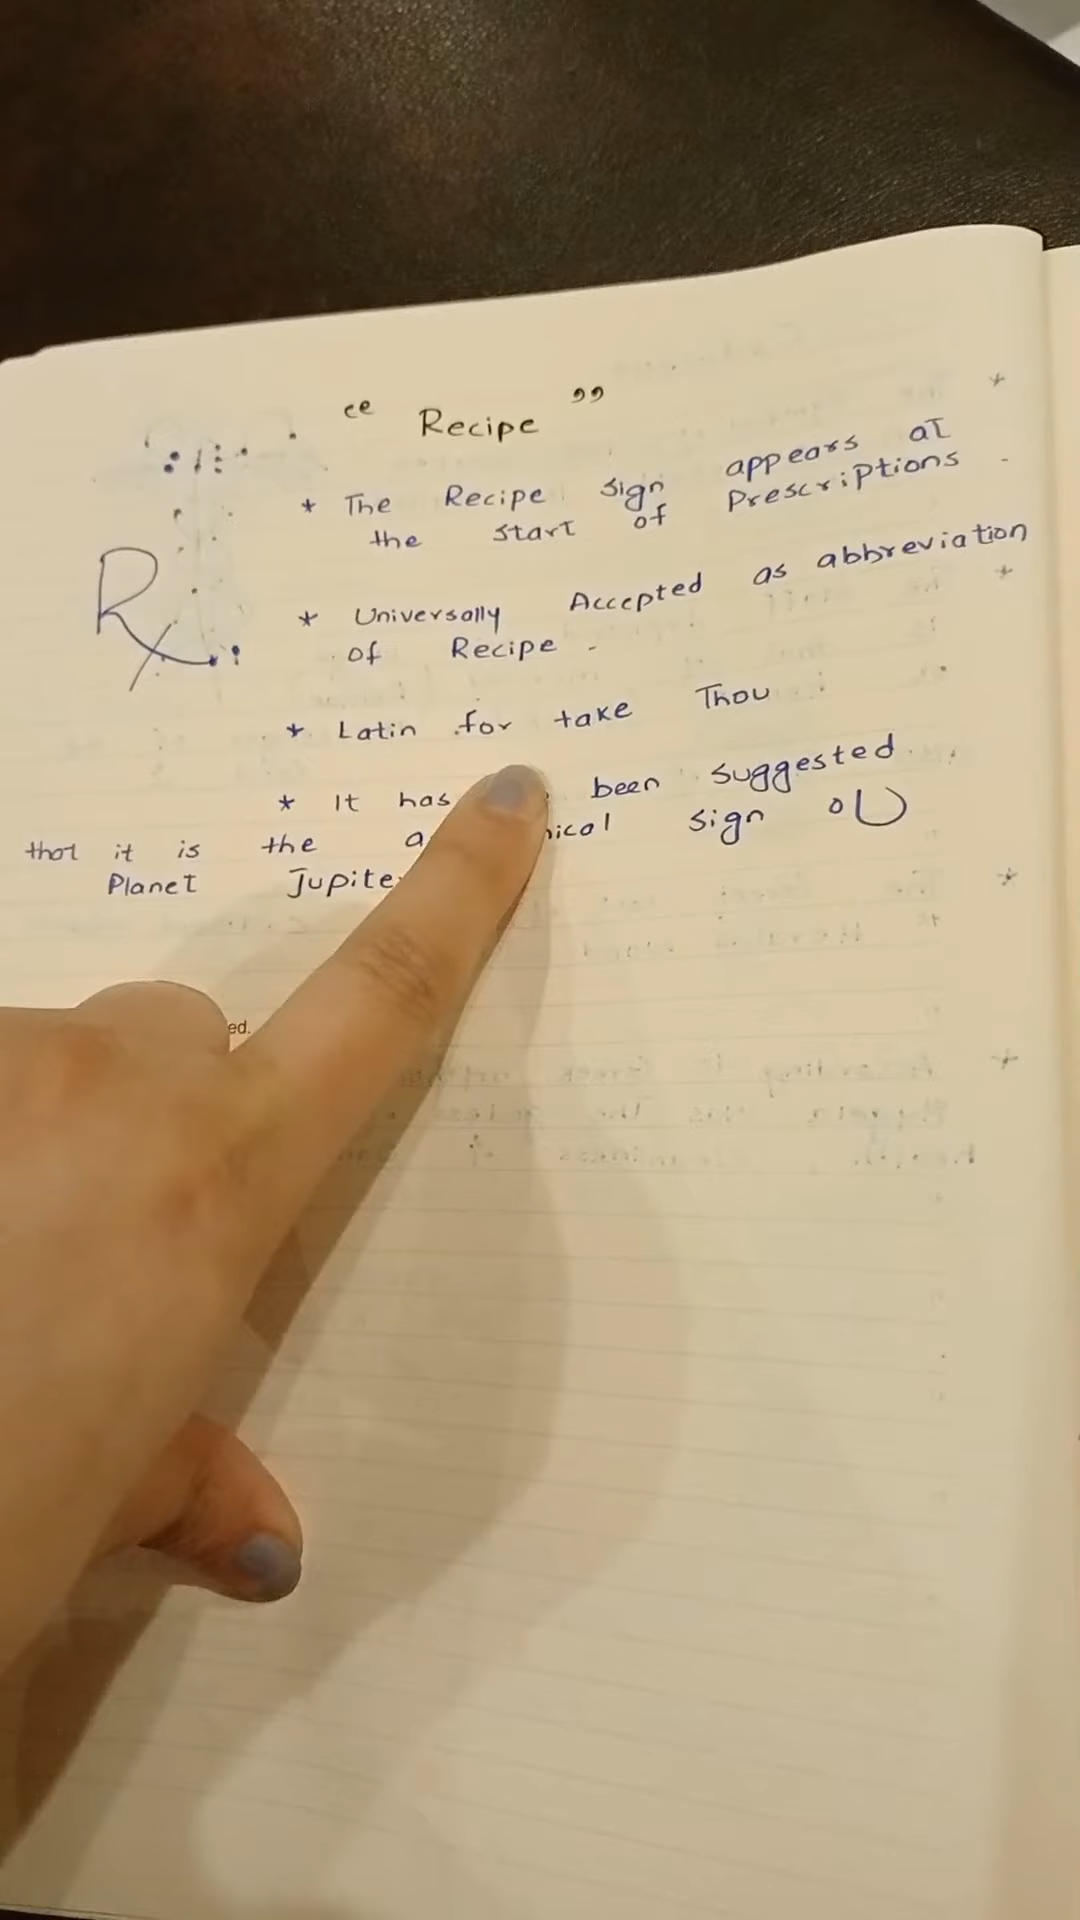 “ Recipe ”
* The Recipe sign appears at
the start of Prescriptions .
Rx
* Universally Accepted as abbreviation
of Recipe .
* Latin for take Thou
* It has been suggested
that it is the sign
Planet Jupite
ed.